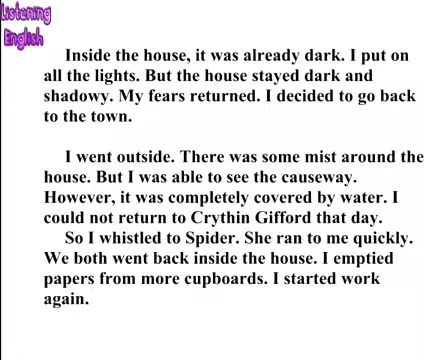 Listening
English
Inside the house, it was already dark. I put on
all the lights. But the house stayed dark and
shadowy. My fears returned. I decided to go back
to the town.
I went outside. There was some mist around the
house. But I was able to see the causeway.
However, it was completely covered by water. I
could not return to Crythin Gifford that day.
So I whistled to Spider. She ran to me quickly.
We both went back inside the house. I emptied
papers from more cupboards. I started work
again.